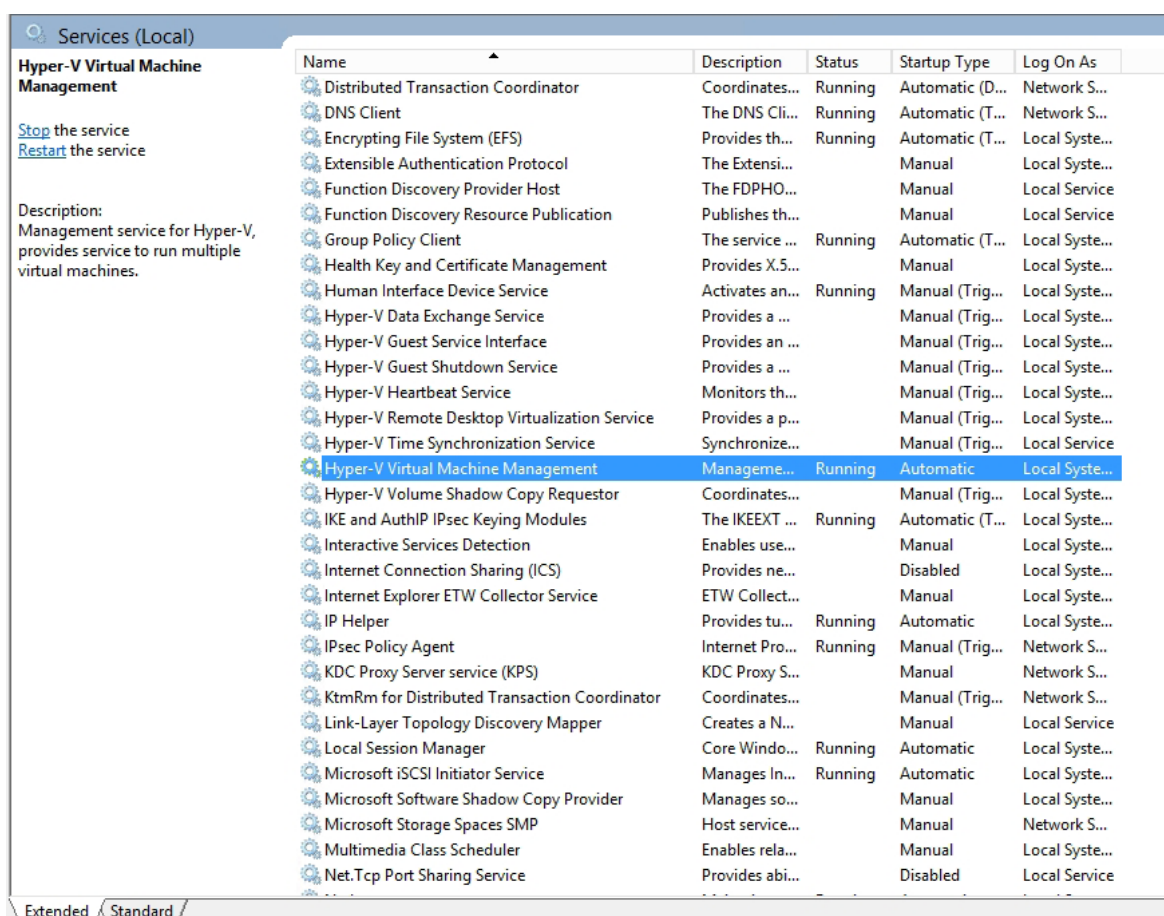 Services (Local)
Hyper-V Virtual Machine
Management
Stop the service
Restart the service
Description:
Management service for Hyper-V,
provides service to run multiple
virtual machines.
Name Description Status Startup Type Log On As
Distributed Transaction Coordinator Coordinates... Running Automatic (D... Network S...
DNS Client The DNS Cli... Running Automatic (T... Network S...
Encrypting File System (EFS) Provides th... Running Automatic (T... Local Syste...
Extensible Authentication Protocol The Extensi... Manual Local Syste...
Function Discovery Provider Host The FDPHO... Manual Local Service
Function Discovery Resource Publication Publishes th... Manual Local Service
Group Policy Client The service ... Running Automatic (T... Local Syste...
Health Key and Certificate Management Provides X.5... Manual Local Syste...
Human Interface Device Service Activates an... Running Manual (Trig... Local Syste...
Hyper-V Data Exchange Service Provides a ... Manual (Trig... Local Syste...
Hyper-V Guest Service Interface Provides an ... Manual (Trig... Local Syste...
Hyper-V Guest Shutdown Service Provides a ... Manual (Trig... Local Syste...
Hyper-V Heartbeat Service Monitors th... Manual (Trig... Local Syste...
Hyper-V Remote Desktop Virtualization Service Provides a p... Manual (Trig... Local Syste...
Hyper-V Time Synchronization Service Synchronize... Manual (Trig... Local Service
Hyper-V Virtual Machine Management Manageme... Running Automatic Local Syste...
Hyper-V Volume Shadow Copy Requestor Coordinates... Manual (Trig... Local Syste...
IKE and AuthIP IPsec Keying Modules The IKEEXT ... Running Automatic (T... Local Syste...
Interactive Services Detection Enables use... Manual Local Syste...
Internet Connection Sharing (ICS) Provides ne... Disabled Local Syste...
Internet Explorer ETW Collector Service ETW Collect... Manual Local Syste...
IP Helper Provides tu... Running Automatic Local Syste...
IPsec Policy Agent Internet Pro... Running Manual (Trig... Network S...
KDC Proxy Server service (KPS) KDC Proxy S... Manual Network S...
KtmRm for Distributed Transaction Coordinator Coordinates... Manual (Trig... Network S...
Link-Layer Topology Discovery Mapper Creates a N... Manual Local Service
Local Session Manager Core Windo... Running Automatic Local Syste...
Microsoft iSCSI Initiator Service Manages In... Running Automatic Local Syste...
Microsoft Software Shadow Copy Provider Manages so... Manual Local Syste...
Microsoft Storage Spaces SMP Host service... Manual Network S...
Multimedia Class Scheduler Enables rela... Manual Local Syste...
Net.Tcp Port Sharing Service Provides abi... Disabled Local Service
Extended Standard